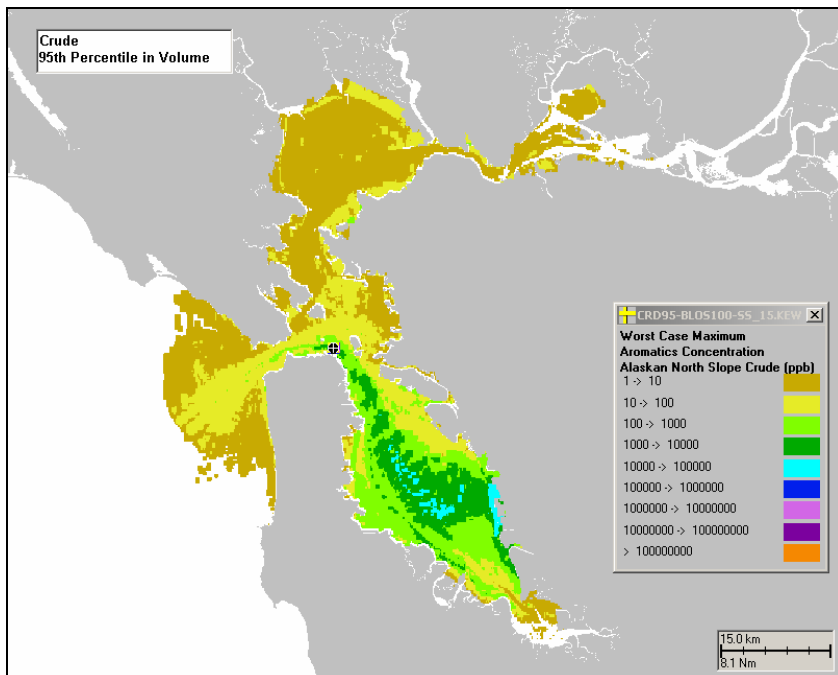 Crude
95th Percentile in Volume
CRD95-BLOS100-SS_15.KEW
Worst Case Maximum
Aromatics Concentration
Alaskan North Slope Crude (ppb)
1 -> 10
10 -> 100
100 -> 1000
1000 -> 10000
10000 -> 100000
100000 -> 1000000
1000000 -> 10000000
10000000 -> 100000000
> 100000000
15.0 km
8.1 Nm